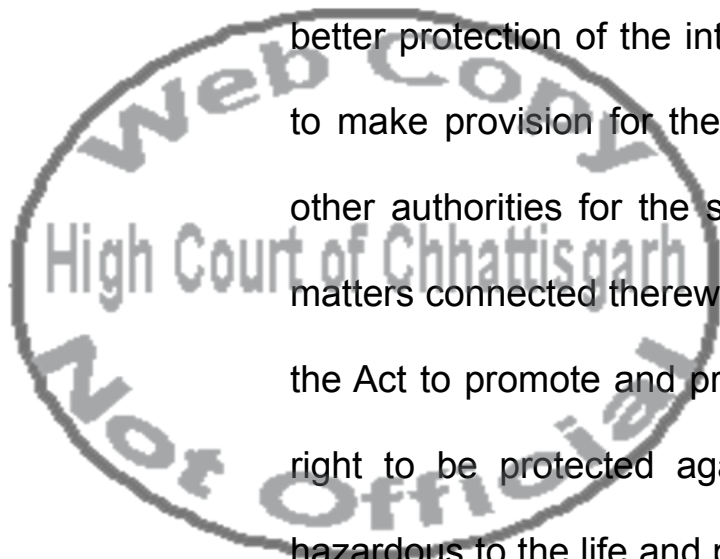 better protection of the int
to make provision for the
other authorities for the s
matters connected therew
the Act to promote and pr
right to be protected aga
hazardous to the life and p
Web Copy
High Court of Chhattisgarh
Not Official